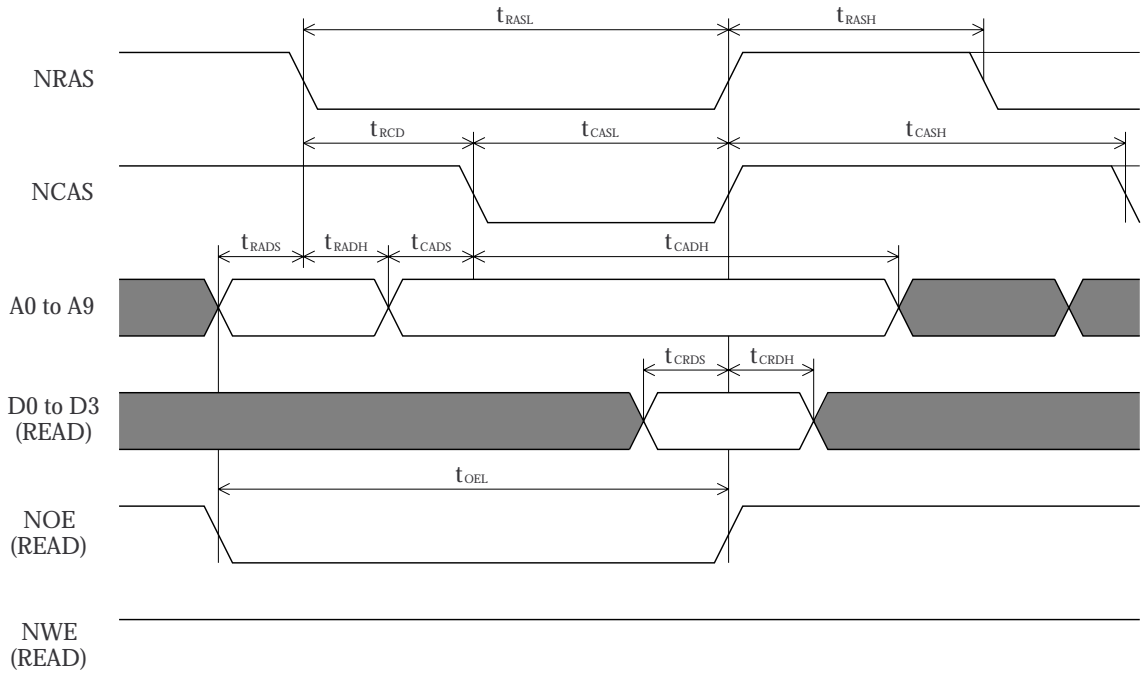 tRASL tRASH
NRAS
tRCD tCASL tCASH
NCAS
tRADS tRADH tCADS tCADH
A0 to A9
tCRDS tCRDH
D0 to D3
(READ)
tOEL
NOE
(READ)
NWE
(READ)